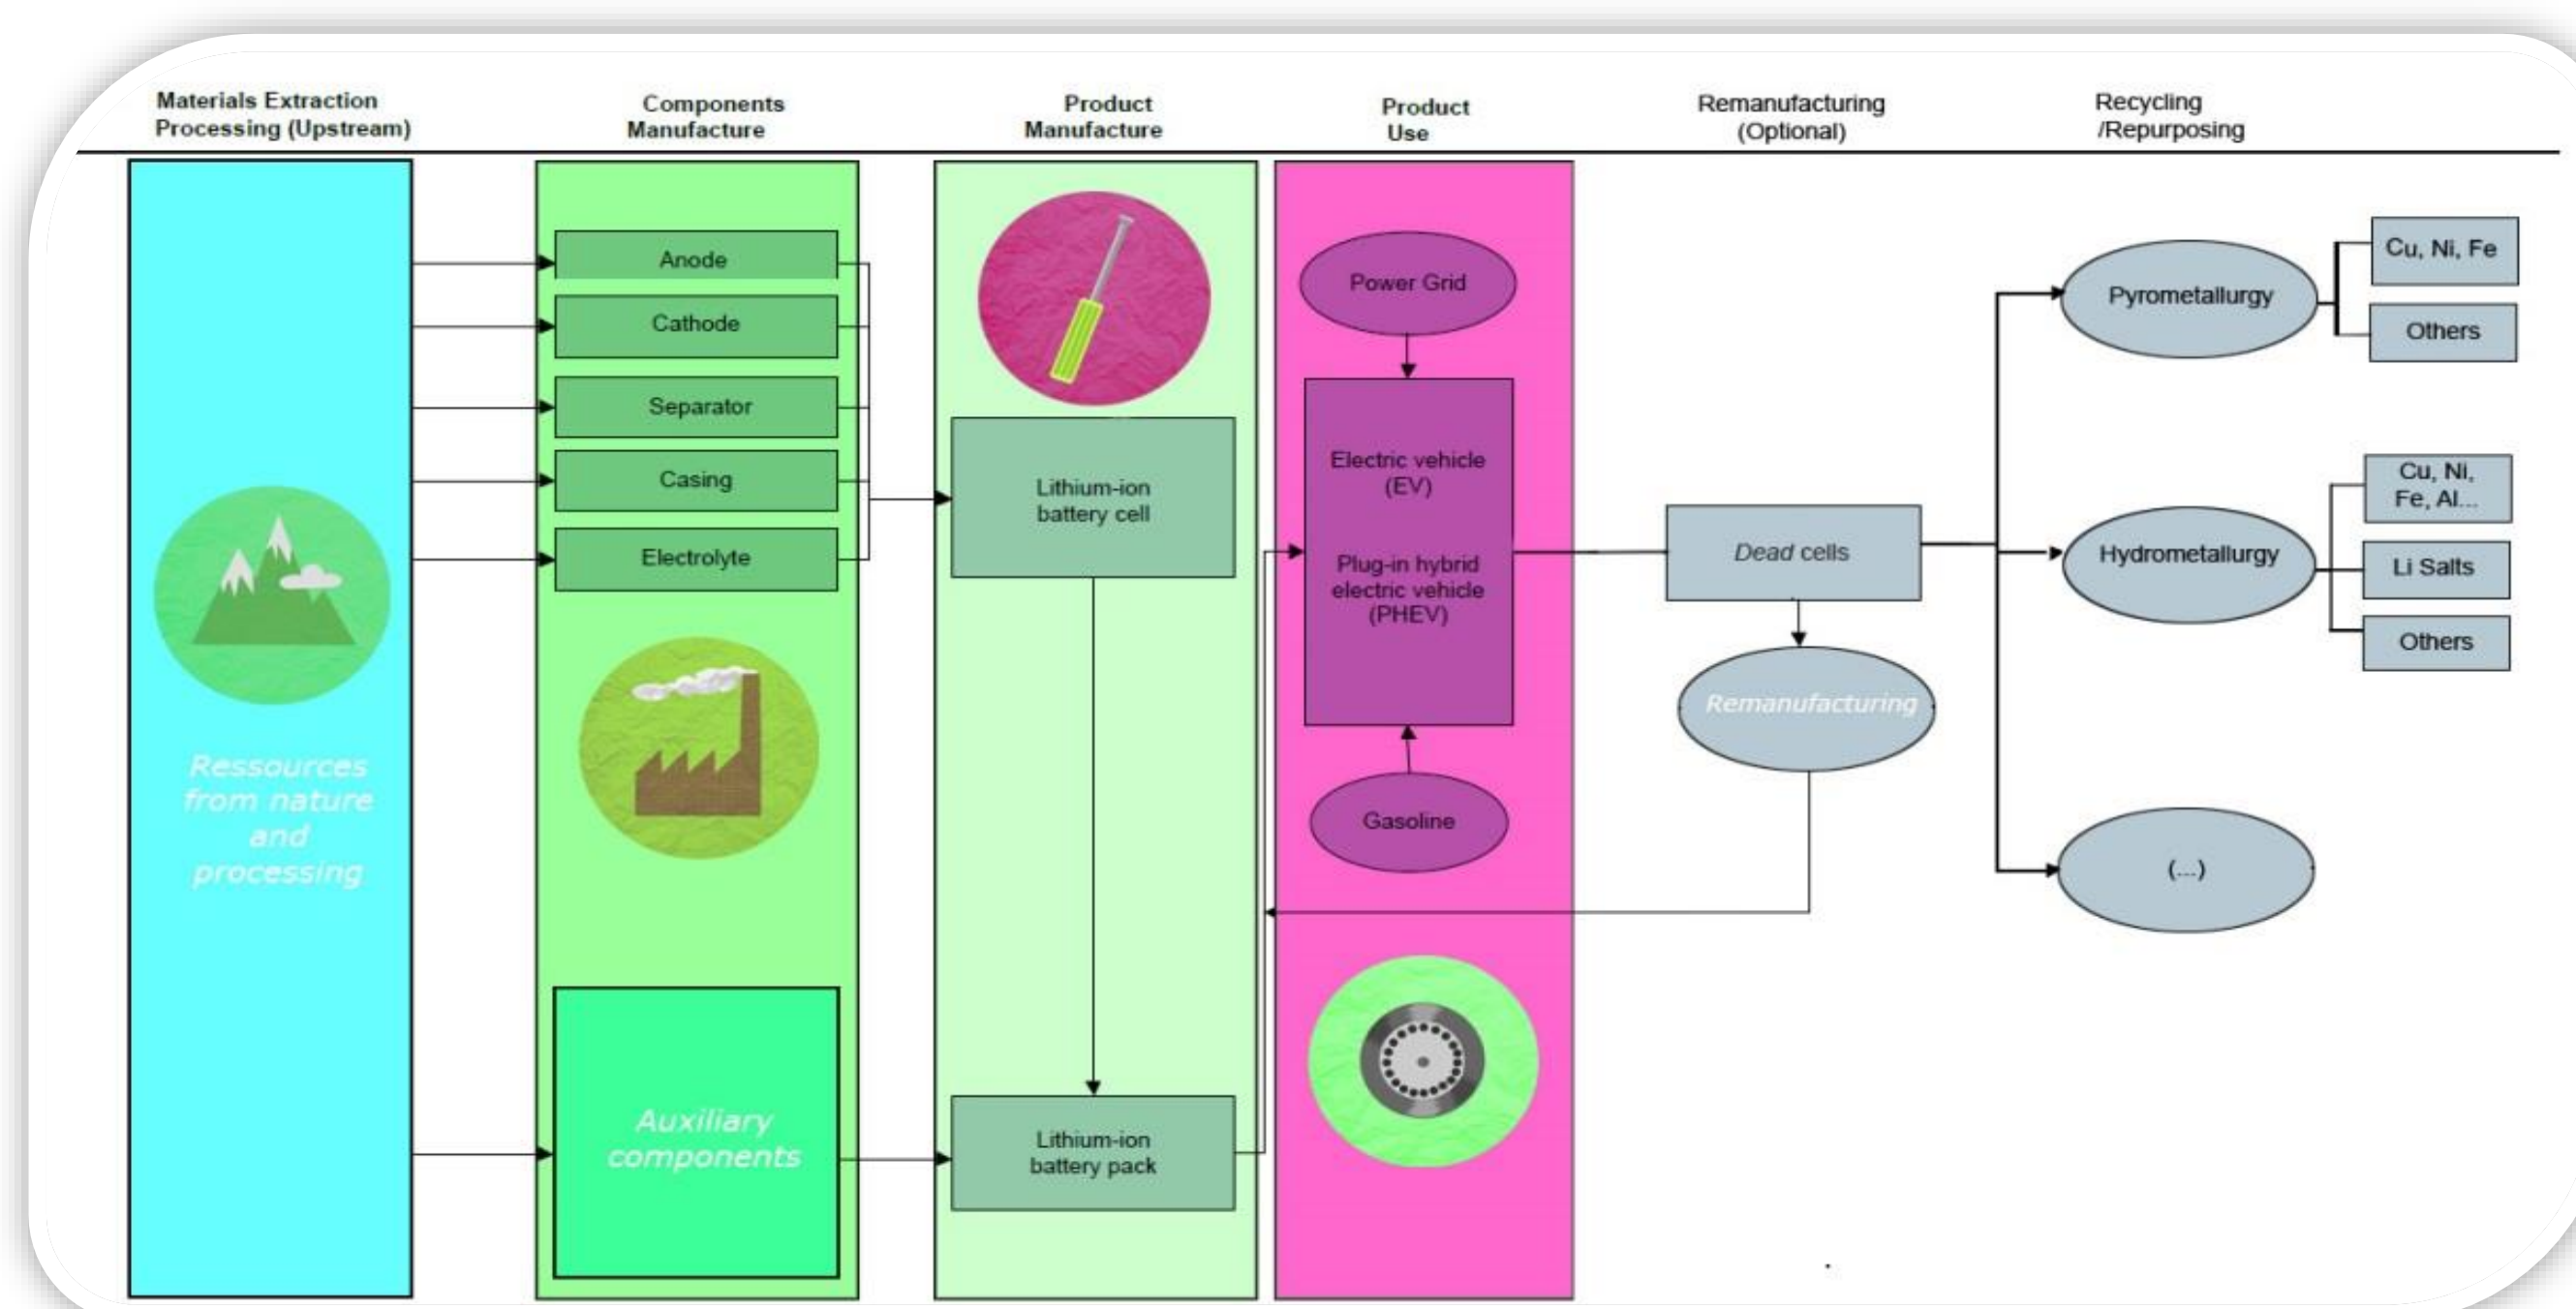 Materials Extraction
Processing (Upstream)
Components
Manufacture
Product
Manufacture
Product
Use
Remanufacturing
(Optional)
Recycling
/Repurposing
Ressources
from nature
and
processing
Anode
Cathode
Separator
Casing
Electrolyte
Auxiliary
components
Lithium-ion
battery cell
Lithium-ion
battery pack
Power Grid
Electric vehicle
(EV)
Plug-in hybrid
electric vehicle
(PHEV)
Gasoline
Dead cells
Remanufacturing
Pyrometallurgy
Cu, Ni, Fe
Others
Hydrometallurgy
Cu, Ni,
Fe, Al...
Li Salts
Others
(...)